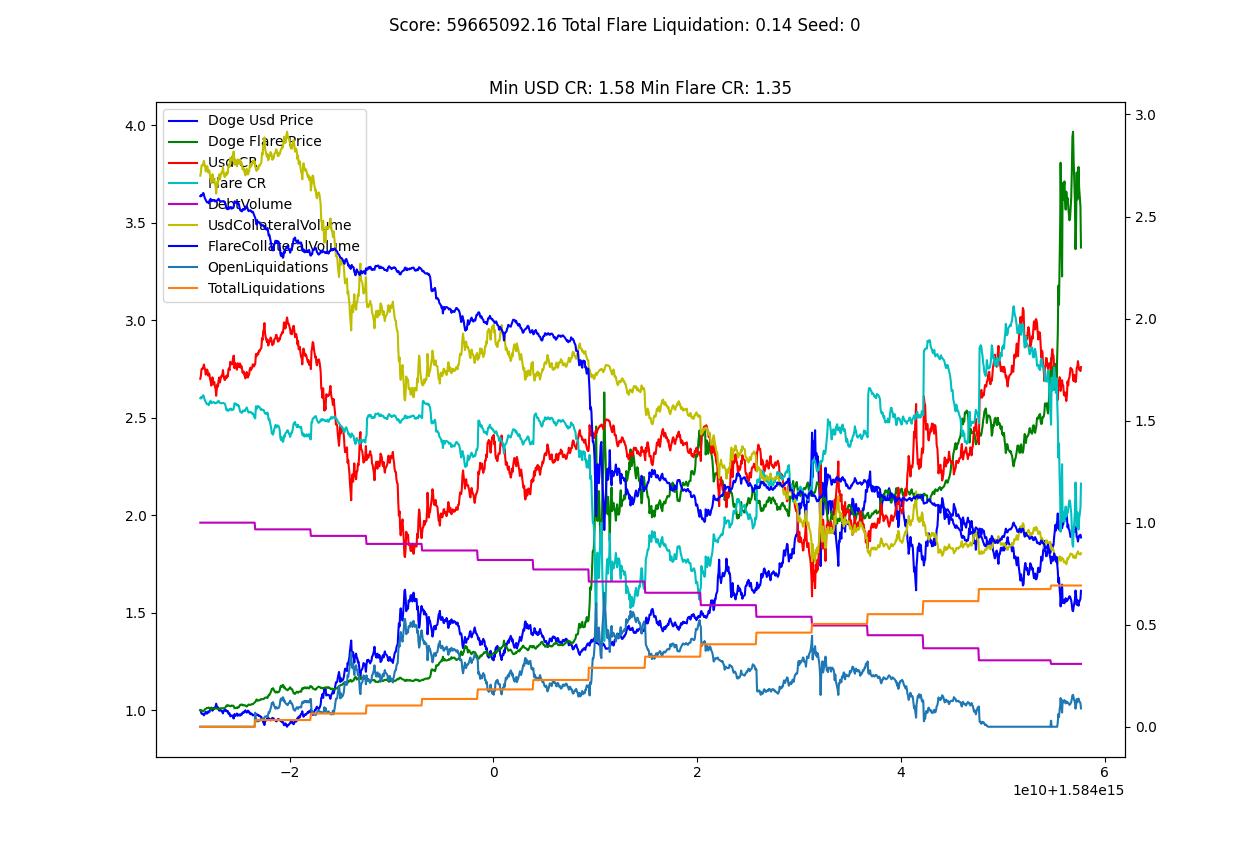 Score: 59665092.16 Total Flare Liquidation: 0.14 Seed: 0
Min USD CR: 1.58 Min Flare CR: 1.35
Doge Usd Price
Doge Flare Price
Usd CR
Flare CR
DebtVolume
UsdCollateralVolume
FlareCollateralVolume
OpenLiquidations
TotalLiquidations
4.0
3.5
3.0
2.5
2.0
1.5
1.0
3.0
2.5
2.0
1.5
1.0
0.5
0.0
−2
0
2
4
6
1e10+1.584e15